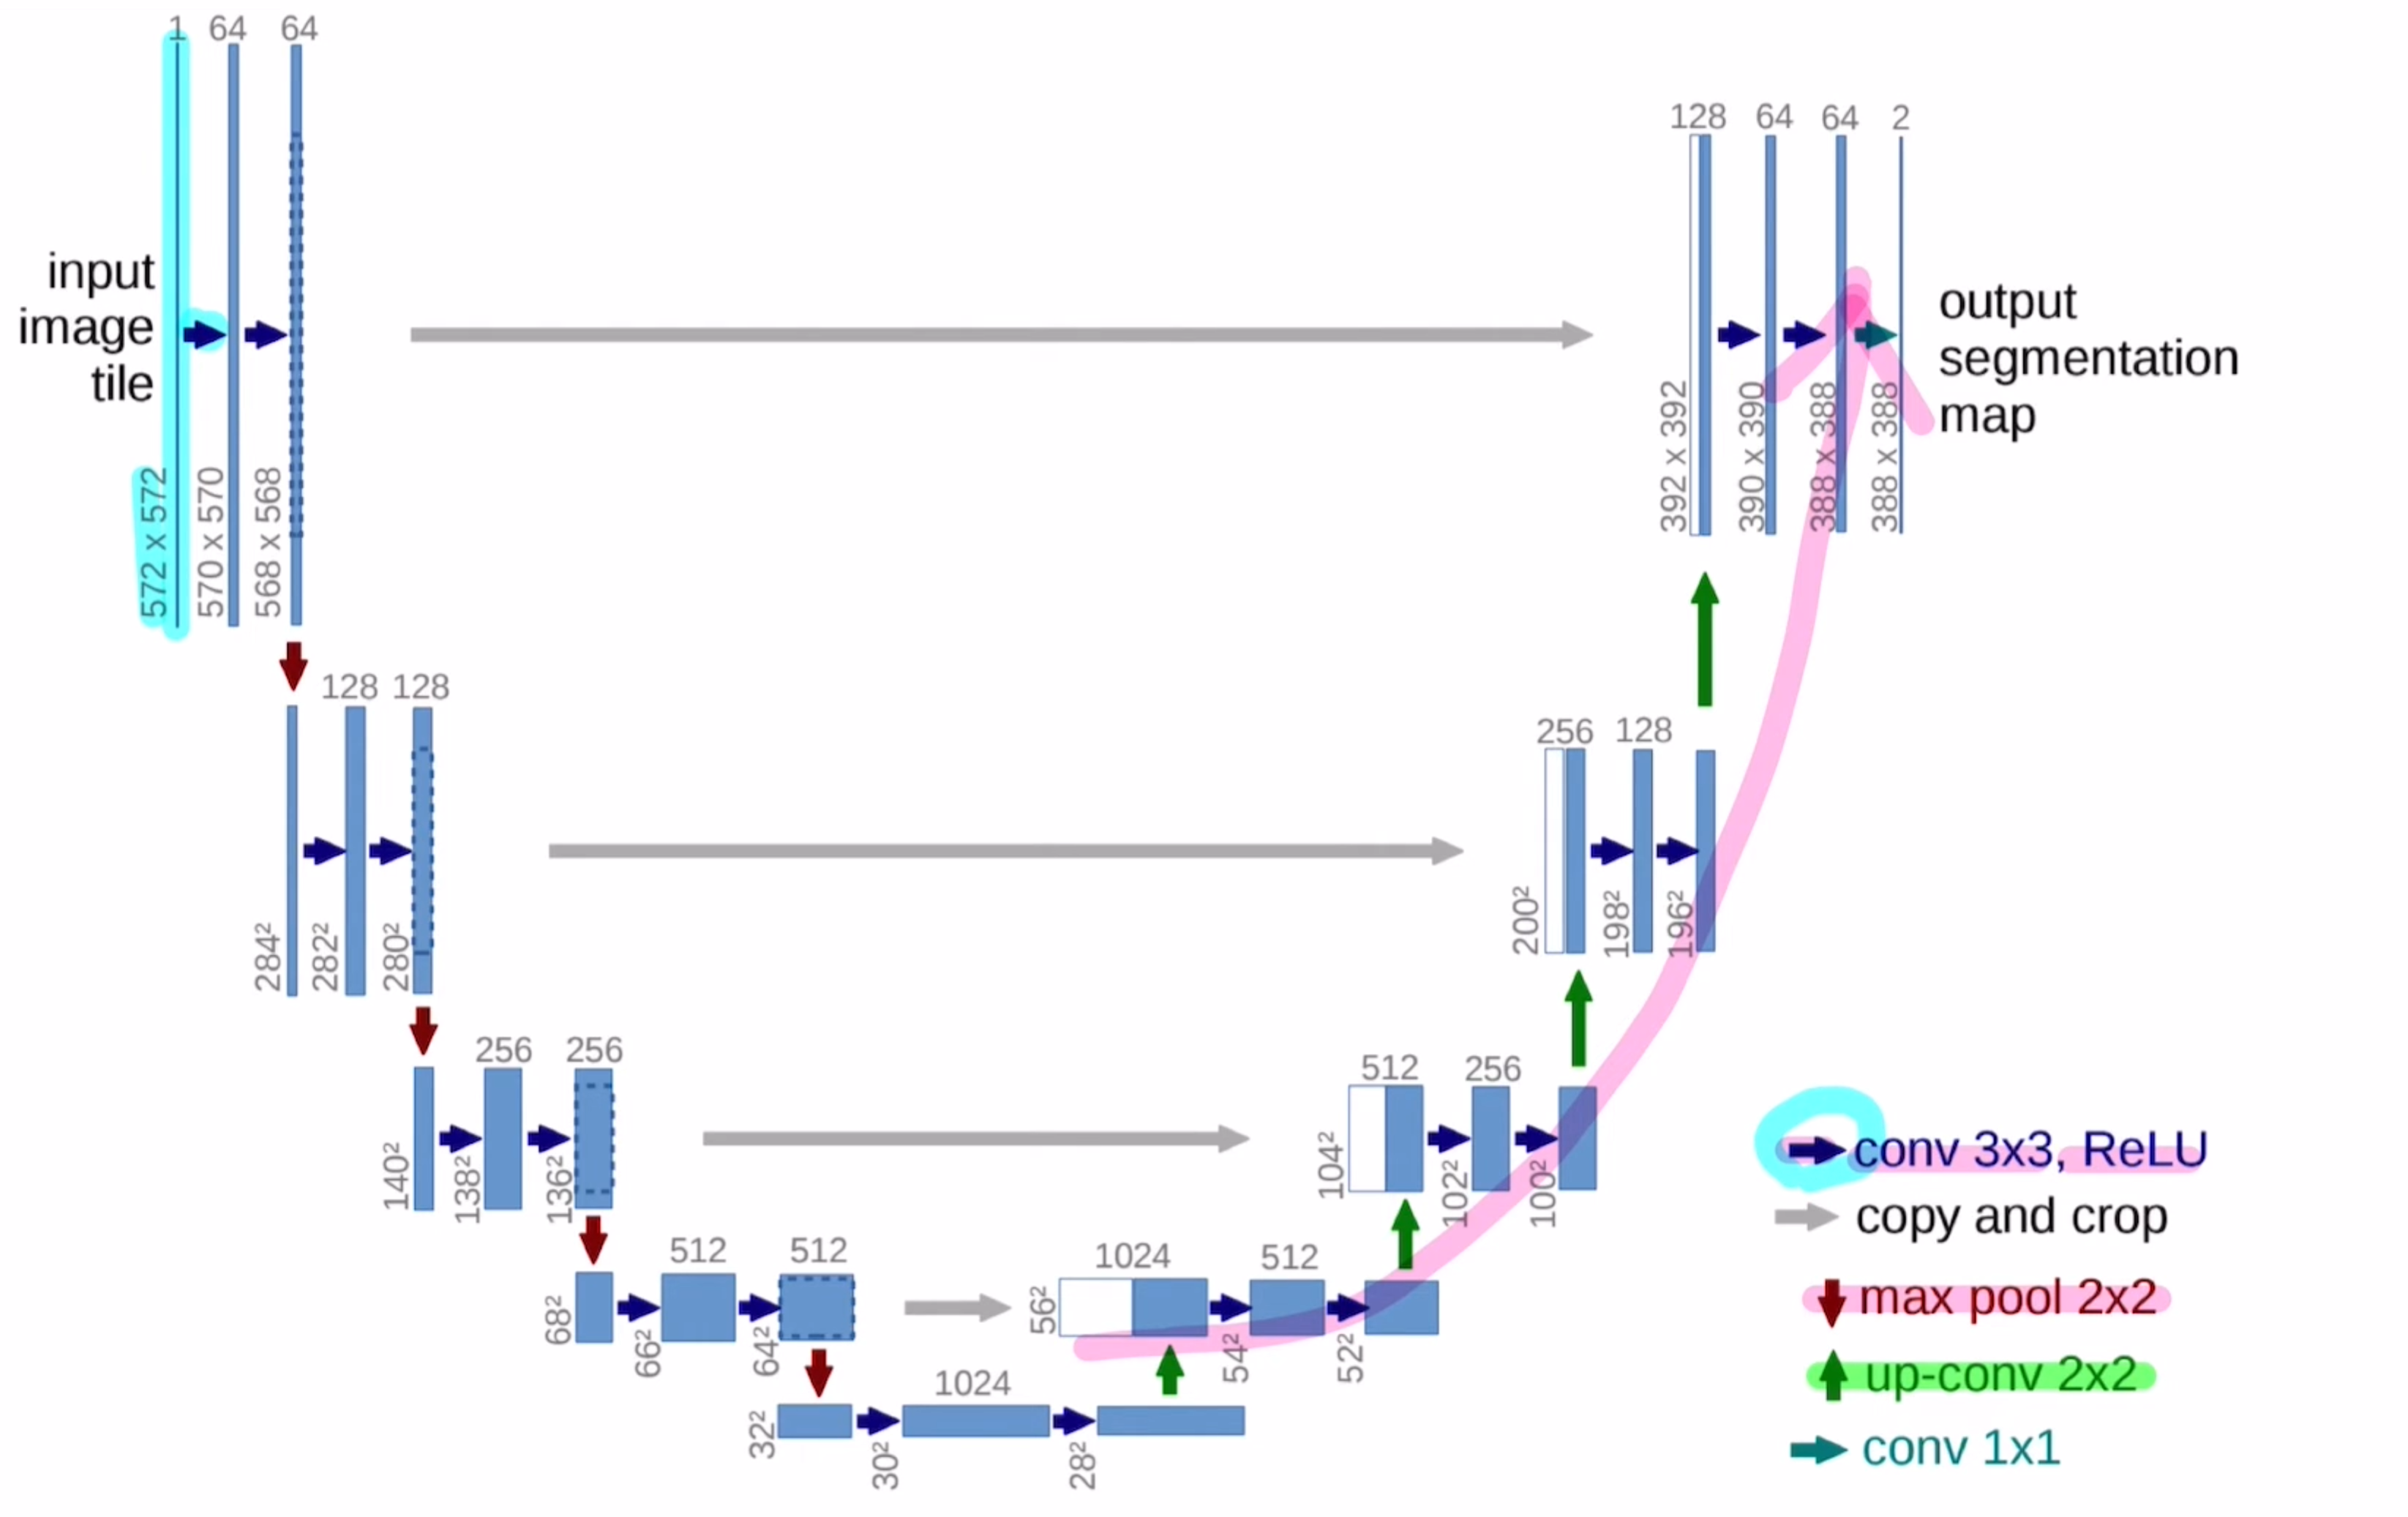 1 64 64
input
image
tile
572 x 572
570 x 570
568 x 568
128 64 64 2
392 x 392
390 x 390
388 x 388
388 x 388
output
segmentation
map
128 128
284²
282²
280²
256 128
200²
198²
196²
256 256
140²
138²
136²
512 256
104²
102²
100²
512 512
68²
66²
64²
1024 512
56²
54²
52²
1024
32²
30²
28²
conv 3x3, ReLU
copy and crop
max pool 2x2
up-conv 2x2
conv 1x1